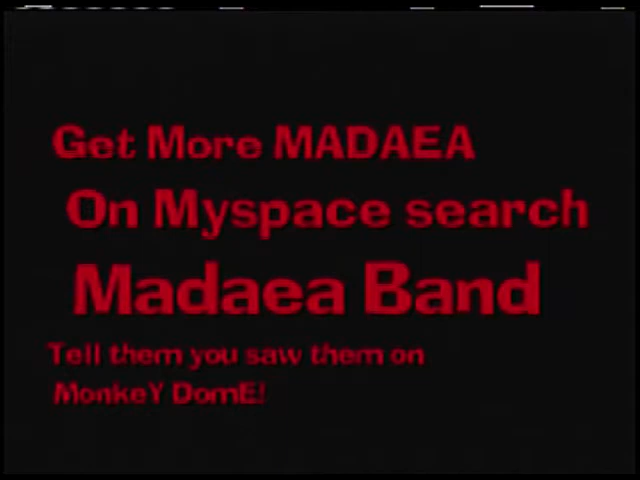 Get More MADAEA
On Myspace search
Madaea Band
Tell them you saw them on
MonkeY DomE!